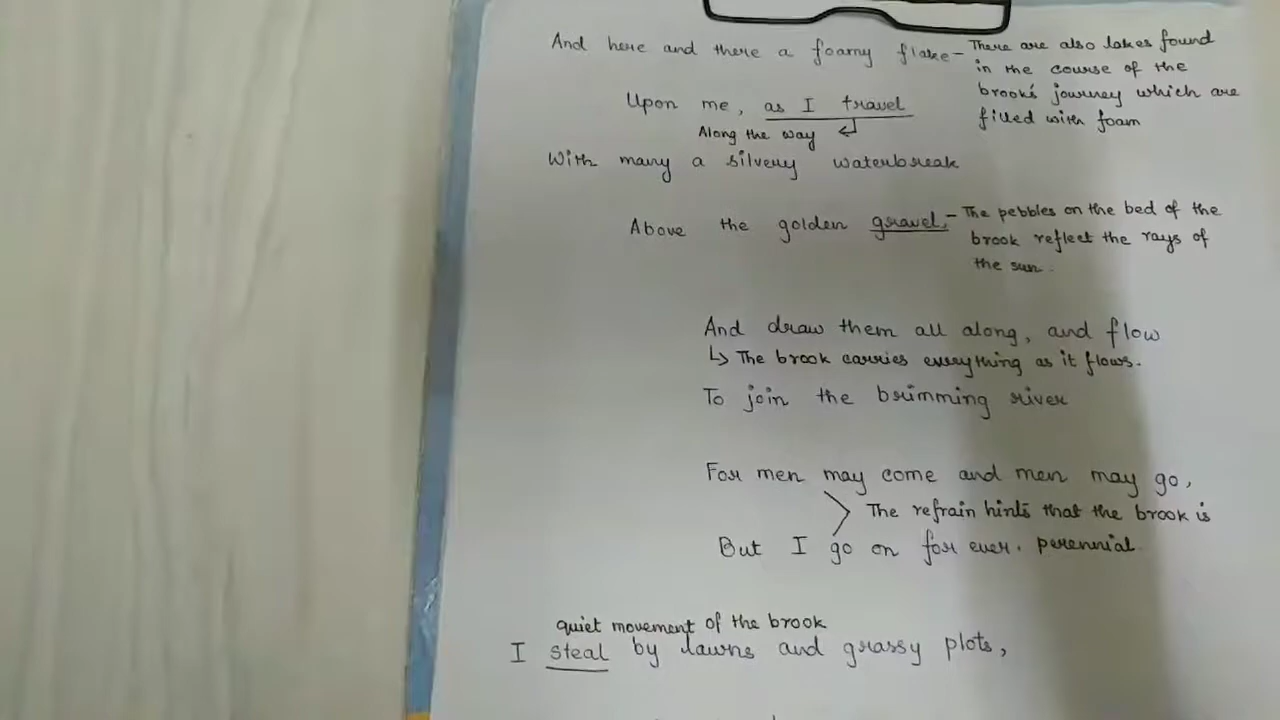 And here and there a foamy flake - There are also lakes found
in the course of the
brook's journey which are
filled with foam
Upon me, as I travel
Along the way
With many a silvery waterbreak
Above the golden gravel, - The pebbles on the bed of the
brook reflect the rays of
the sun.
And draw them all along, and flow
↳ The brook carries everything as it flows.
To join the brimming river
For men may come and men may go,
The refrain hints that the brook is
But I go on for ever. perennial.
quiet movement of the brook
I steal by lawns and grassy plots,